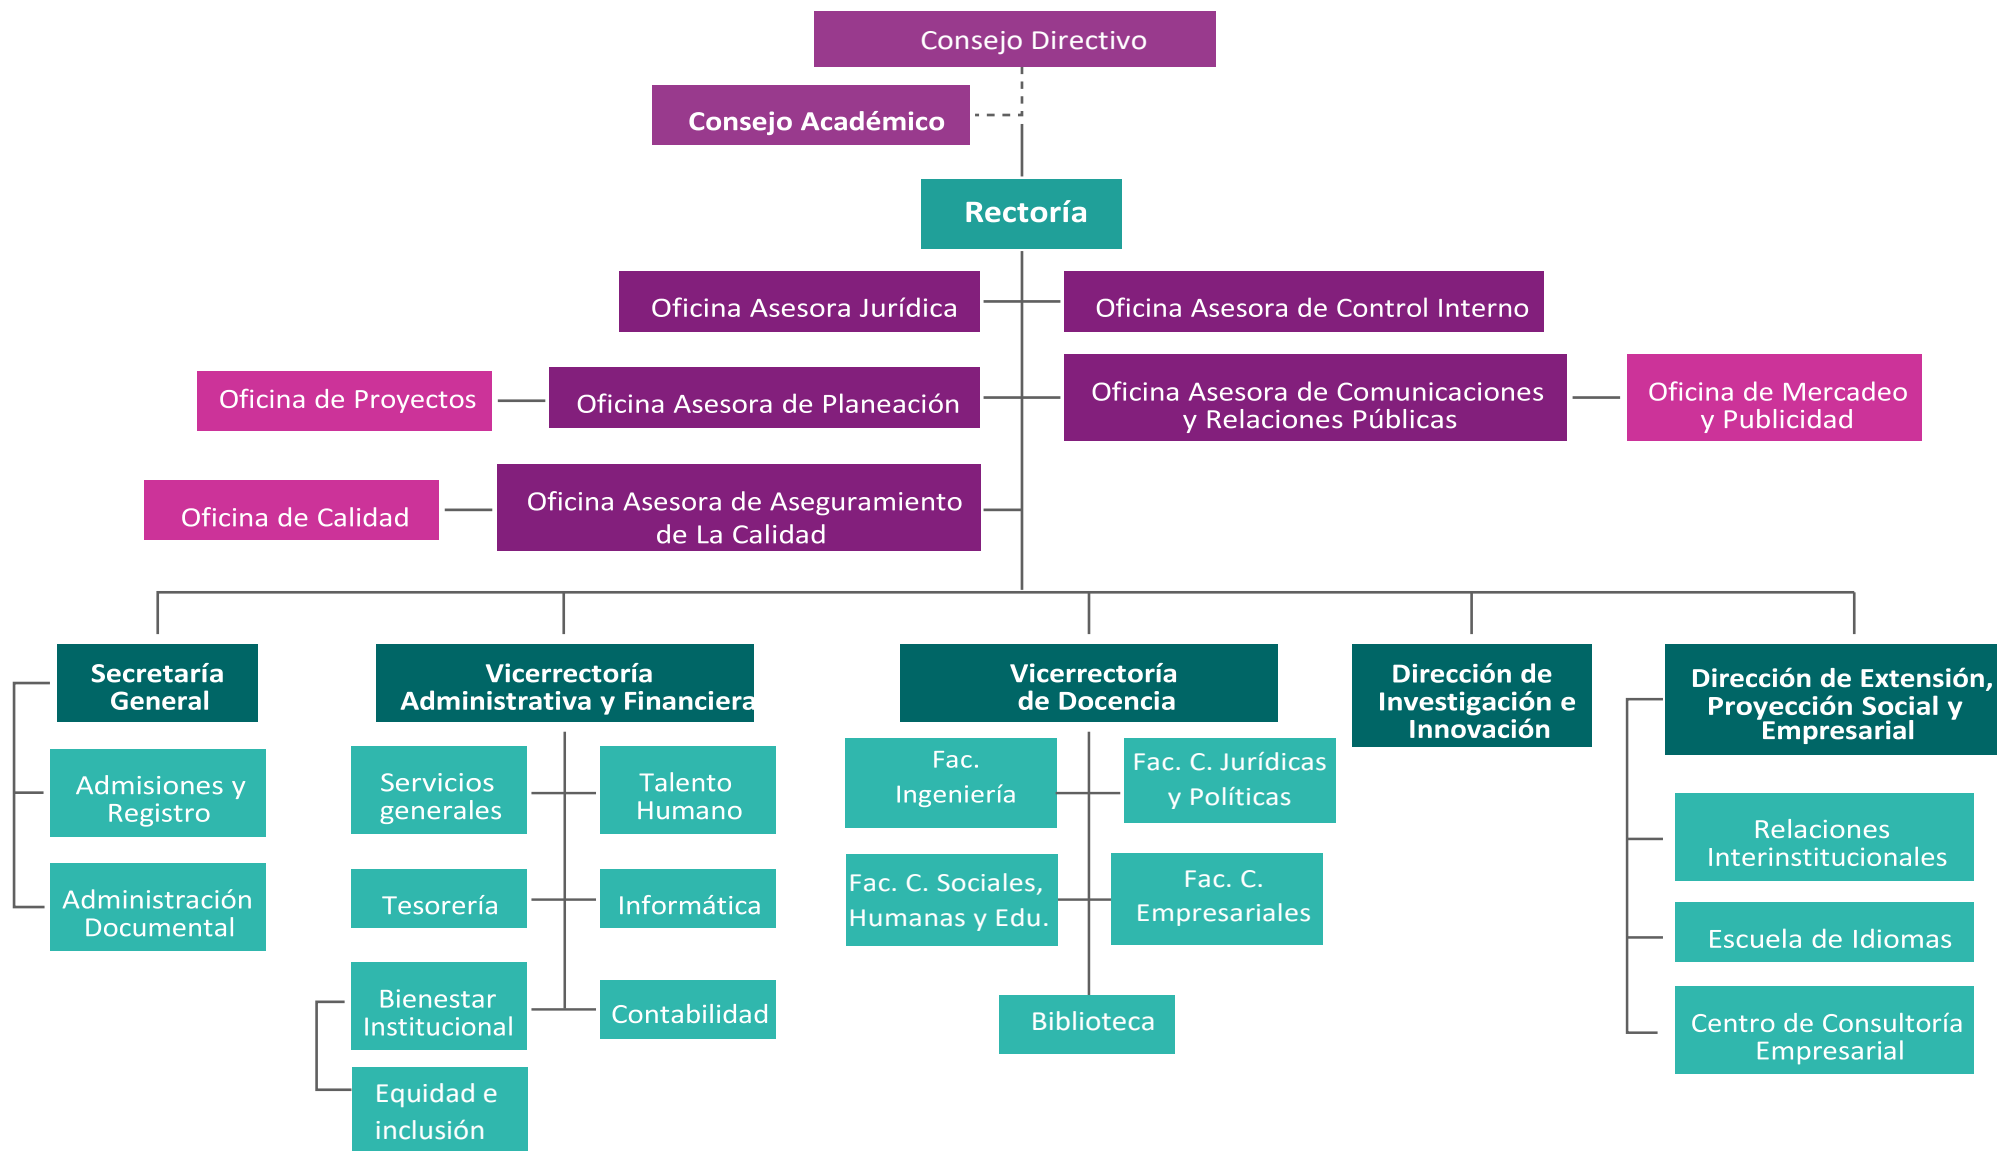 Consejo Directivo
Consejo Académico
Rectoría
Oficina Asesora Jurídica
Oficina Asesora de Control Interno
Oficina de Proyectos
Oficina Asesora de Planeación
Oficina Asesora de Comunicaciones
y Relaciones Públicas
Oficina de Mercadeo
y Publicidad
Oficina de Calidad
Oficina Asesora de Aseguramiento
de La Calidad
Secretaría
General
Admisiones y
Registro
Administración
Documental
Vicerrectoría
Administrativa y Financiera
Servicios
generales
Talento
Humano
Tesorería
Informática
Bienestar
Institucional
Contabilidad
Equidad e
inclusión
Vicerrectoría
de Docencia
Fac.
Ingeniería
Fac. C. Jurídicas
y Políticas
Fac. C. Sociales,
Humanas y Edu.
Fac. C.
Empresariales
Biblioteca
Dirección de
Investigación e
Innovación
Dirección de Extensión,
Proyección Social y
Empresarial
Relaciones
Interinstitucionales
Escuela de Idiomas
Centro de Consultoría
Empresarial